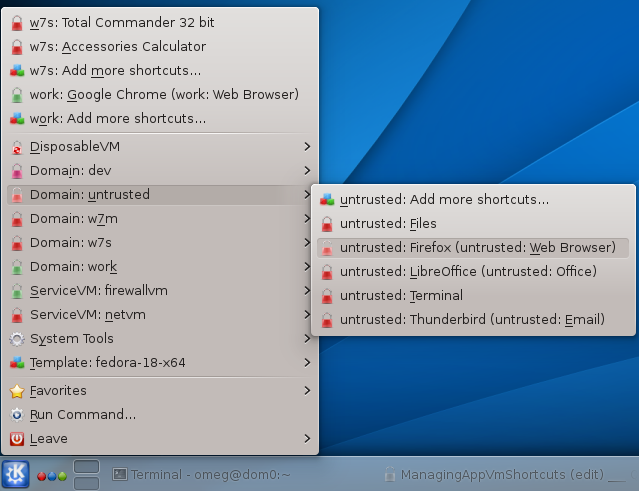 w7s: Total Commander 32 bit
w7s: Accessories Calculator
w7s: Add more shortcuts...
work: Google Chrome (work: Web Browser)
work: Add more shortcuts...
DisposableVM
Domain: dev
Domain: untrusted
Domain: w7m
Domain: w7s
Domain: work
ServiceVM: firewallvm
ServiceVM: netvm
System Tools
Template: fedora-18-x64
Favorites
Run Command...
Leave
untrusted: Add more shortcuts...
untrusted: Files
untrusted: Firefox (untrusted: Web Browser)
untrusted: LibreOffice (untrusted: Office)
untrusted: Terminal
untrusted: Thunderbird (untrusted: Email)
Terminal - omeg@dom0:~
ManagingAppVmShortcuts (edit)